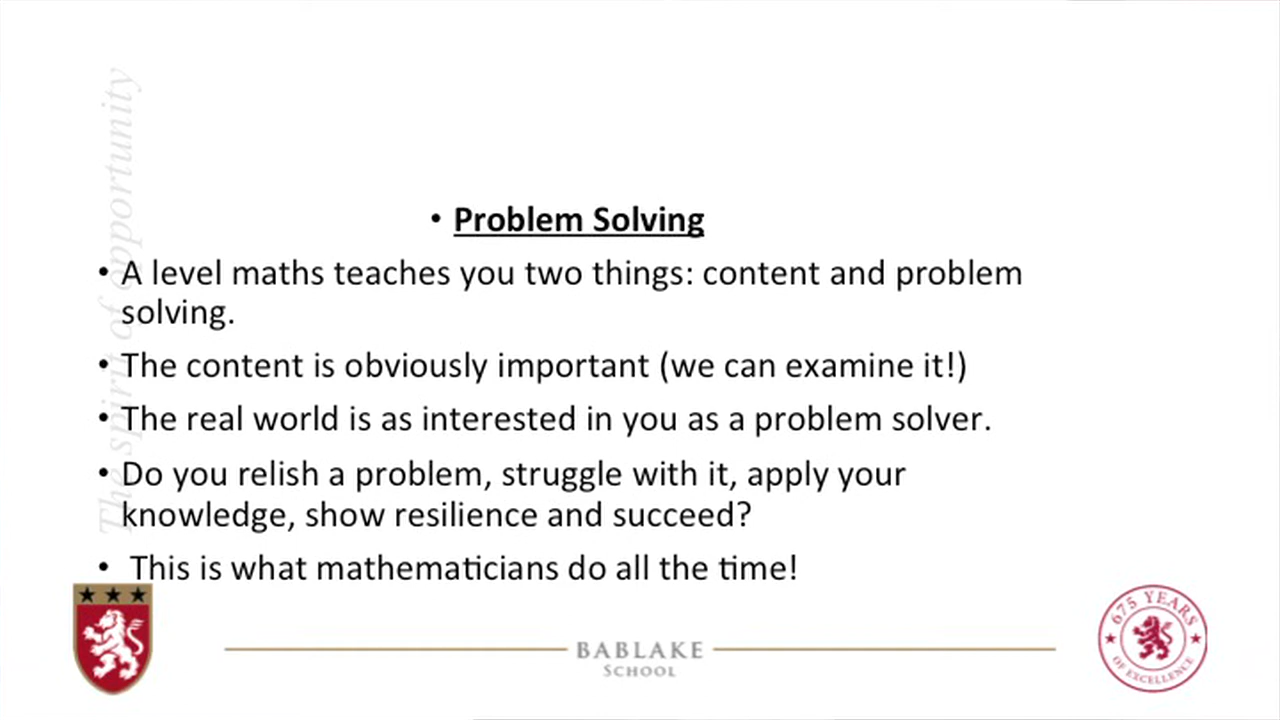 The spirit of opportunity
• Problem Solving
• A level maths teaches you two things: content and problem
solving.
• The content is obviously important (we can examine it!)
• The real world is as interested in you as a problem solver.
• Do you relish a problem, struggle with it, apply your
knowledge, show resilience and succeed?
• This is what mathematicians do all the time!
BABLAKE
SCHOOL
675 YEARS
OF EXCELLENCE